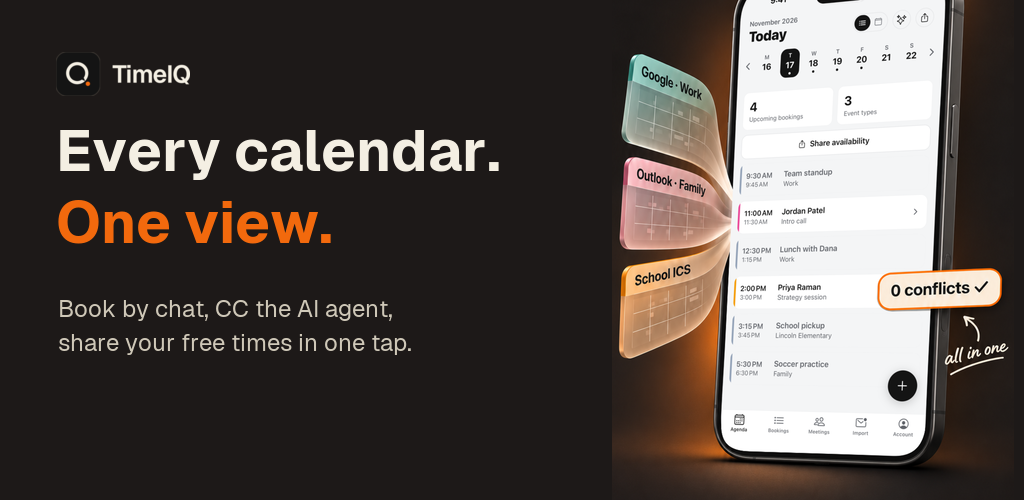 TimeIQ
Every calendar.
One view.
Book by chat, CC the AI agent,
share your free times in one tap.
Google · Work
Outlook · Family
School ICS
9:41
November 2026
Today
M T W T F S S
16 17 18 19 20 21 22
4
Upcoming bookings
3
Event types
Share availability
9:30 AM Team standup
9:45 AM Work
11:00 AM Jordan Patel
11:30 AM Intro call
12:30 PM Lunch with Dana
1:15 PM Work
2:00 PM Priya Raman
3:00 PM Strategy session
3:15 PM School pickup
3:45 PM Lincoln Elementary
5:30 PM Soccer practice
6:30 PM Family
0 conflicts ✓
all in one
Agenda Bookings Meetings Import Account